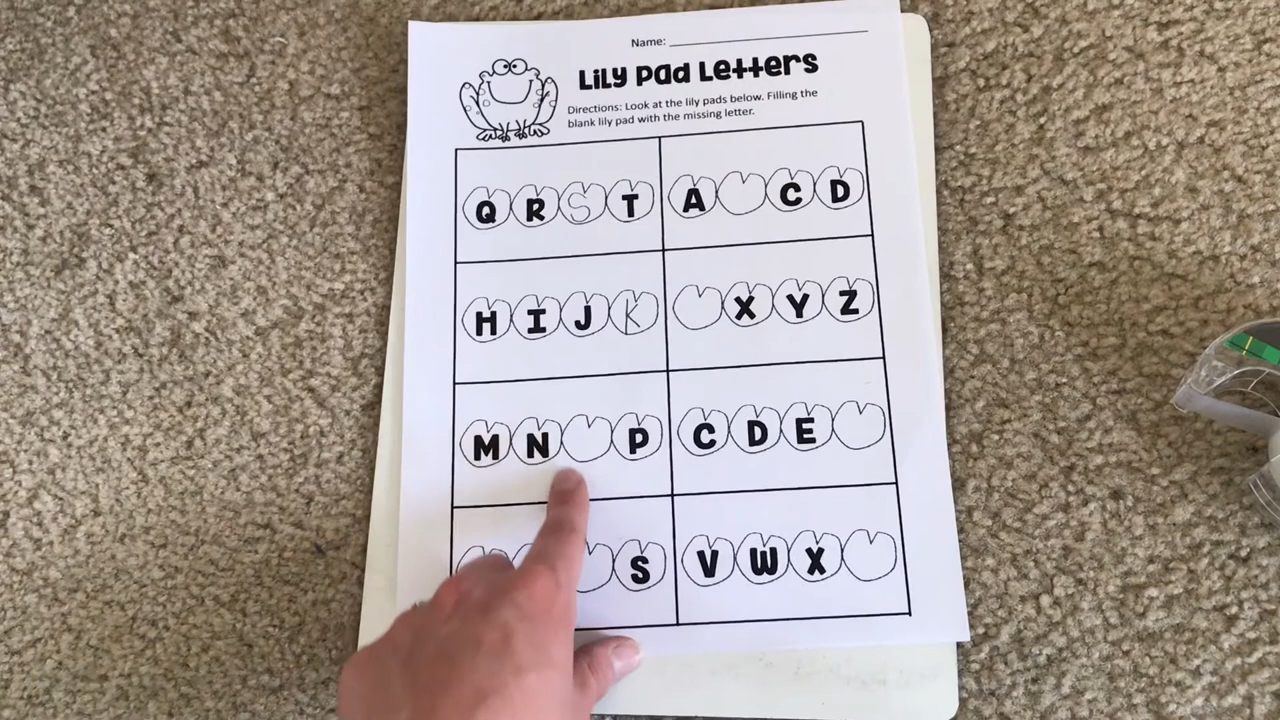 Name:
Lily Pad Letters
Directions: Look at the lily pads below. Filling the
blank lily pad with the missing letter.
Q R S T A C D
H I J K X Y Z
M N P C D E
S V W X